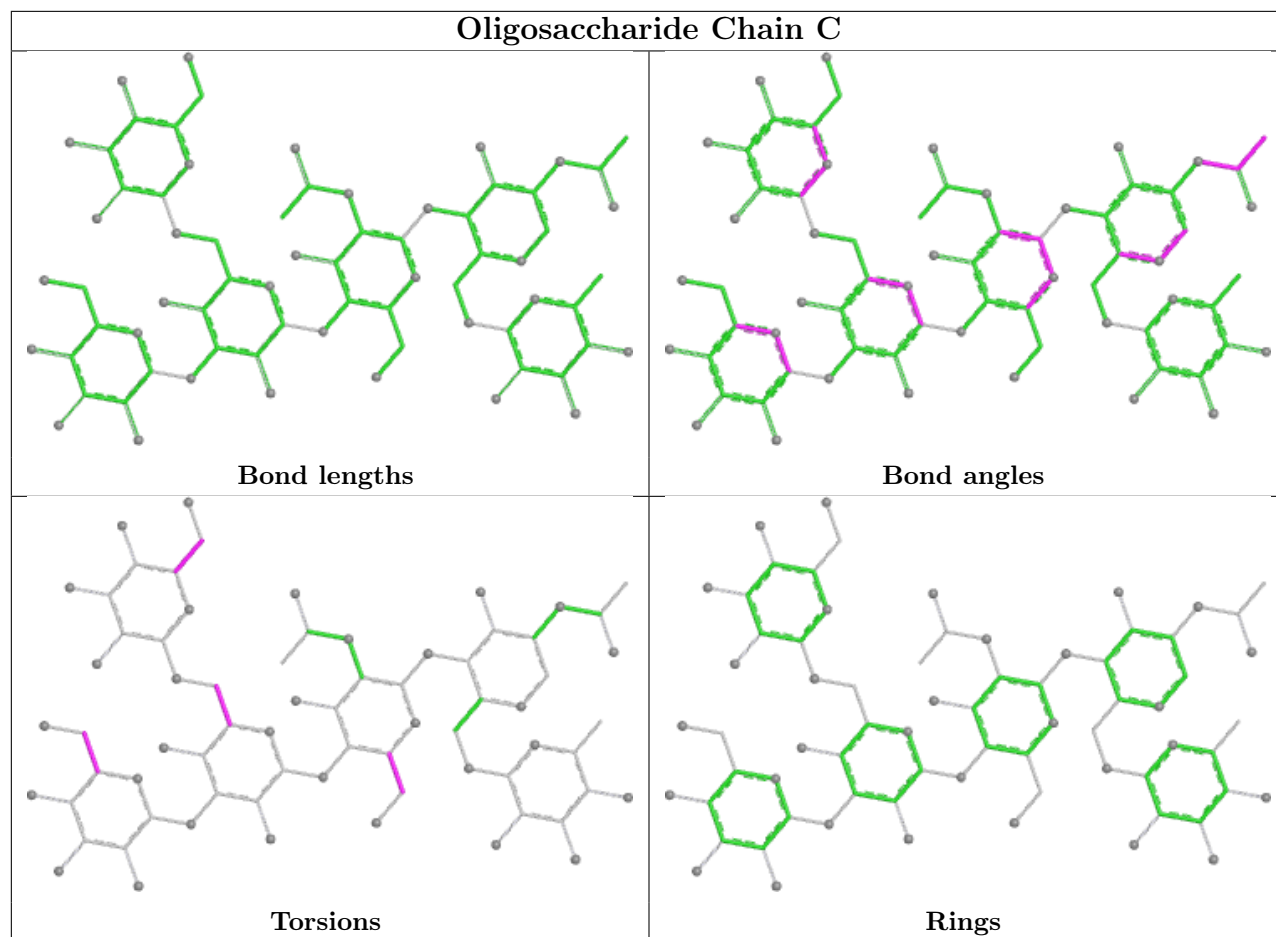 Oligosaccharide Chain C
Bond lengths
Bond angles
Torsions
Rings